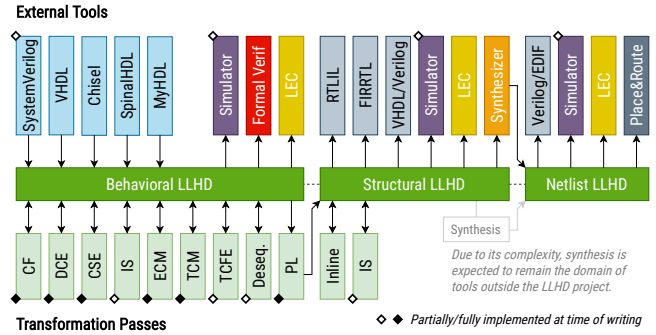 External Tools
SystemVerilog
VHDL
Chisel
SpinalHDL
MyHDL
Simulator
Formal Verif
LEC
RTLIL
FIRRTL
VHDL/Verilog
Simulator
LEC
Synthesizer
Verilog/EDIF
Simulator
LEC
Place&Route
Behavioral LLHD
Structural LLHD
Netlist LLHD
CF
DCE
CSE
IS
ECM
TCM
TCFE
Deseq.
PL
Inline
IS
Synthesis
Due to its complexity, synthesis is
expected to remain the domain of
tools outside the LLHD project.
Transformation Passes
Partially/fully implemented at time of writing